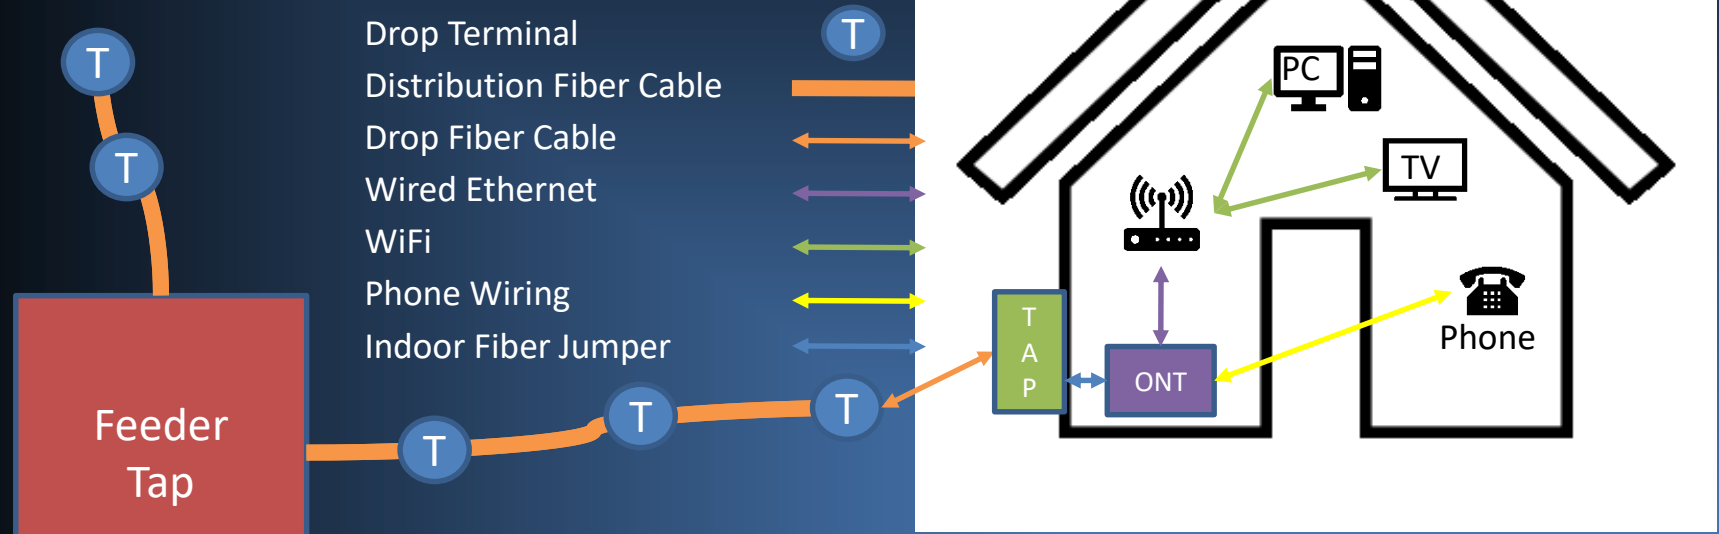 T
T
Drop Terminal
T
Distribution Fiber Cable
Drop Fiber Cable
Wired Ethernet
WiFi
Phone Wiring
Indoor Fiber Jumper
Feeder
Tap
T
T
T
T
A
P
ONT
PC
TV
Phone